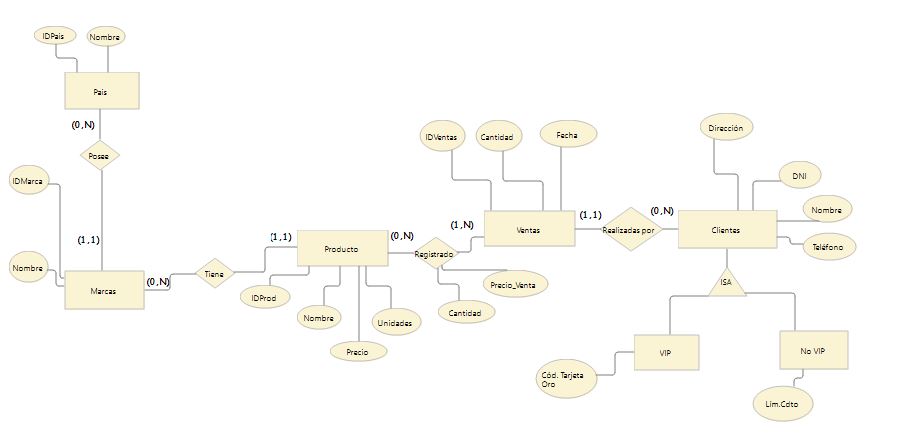 IDPais
Nombre
Pais
(0,N)
Posee
IDMarca
(1,1)
Nombre
Marcas
(0,N)
Tiene
(1,1)
Producto
(0,N)
IDProd
Nombre
Precio
Unidades
Registrado
Cantidad
Precio_Venta
(1,N)
IDVentas
Cantidad
Fecha
Ventas
(1,1)
Realizadas por
(0,N)
Dirección
DNI
Nombre
Teléfono
Clientes
ISA
VIP
Cód. Tarjeta
Oro
No VIP
Lím.Cdto